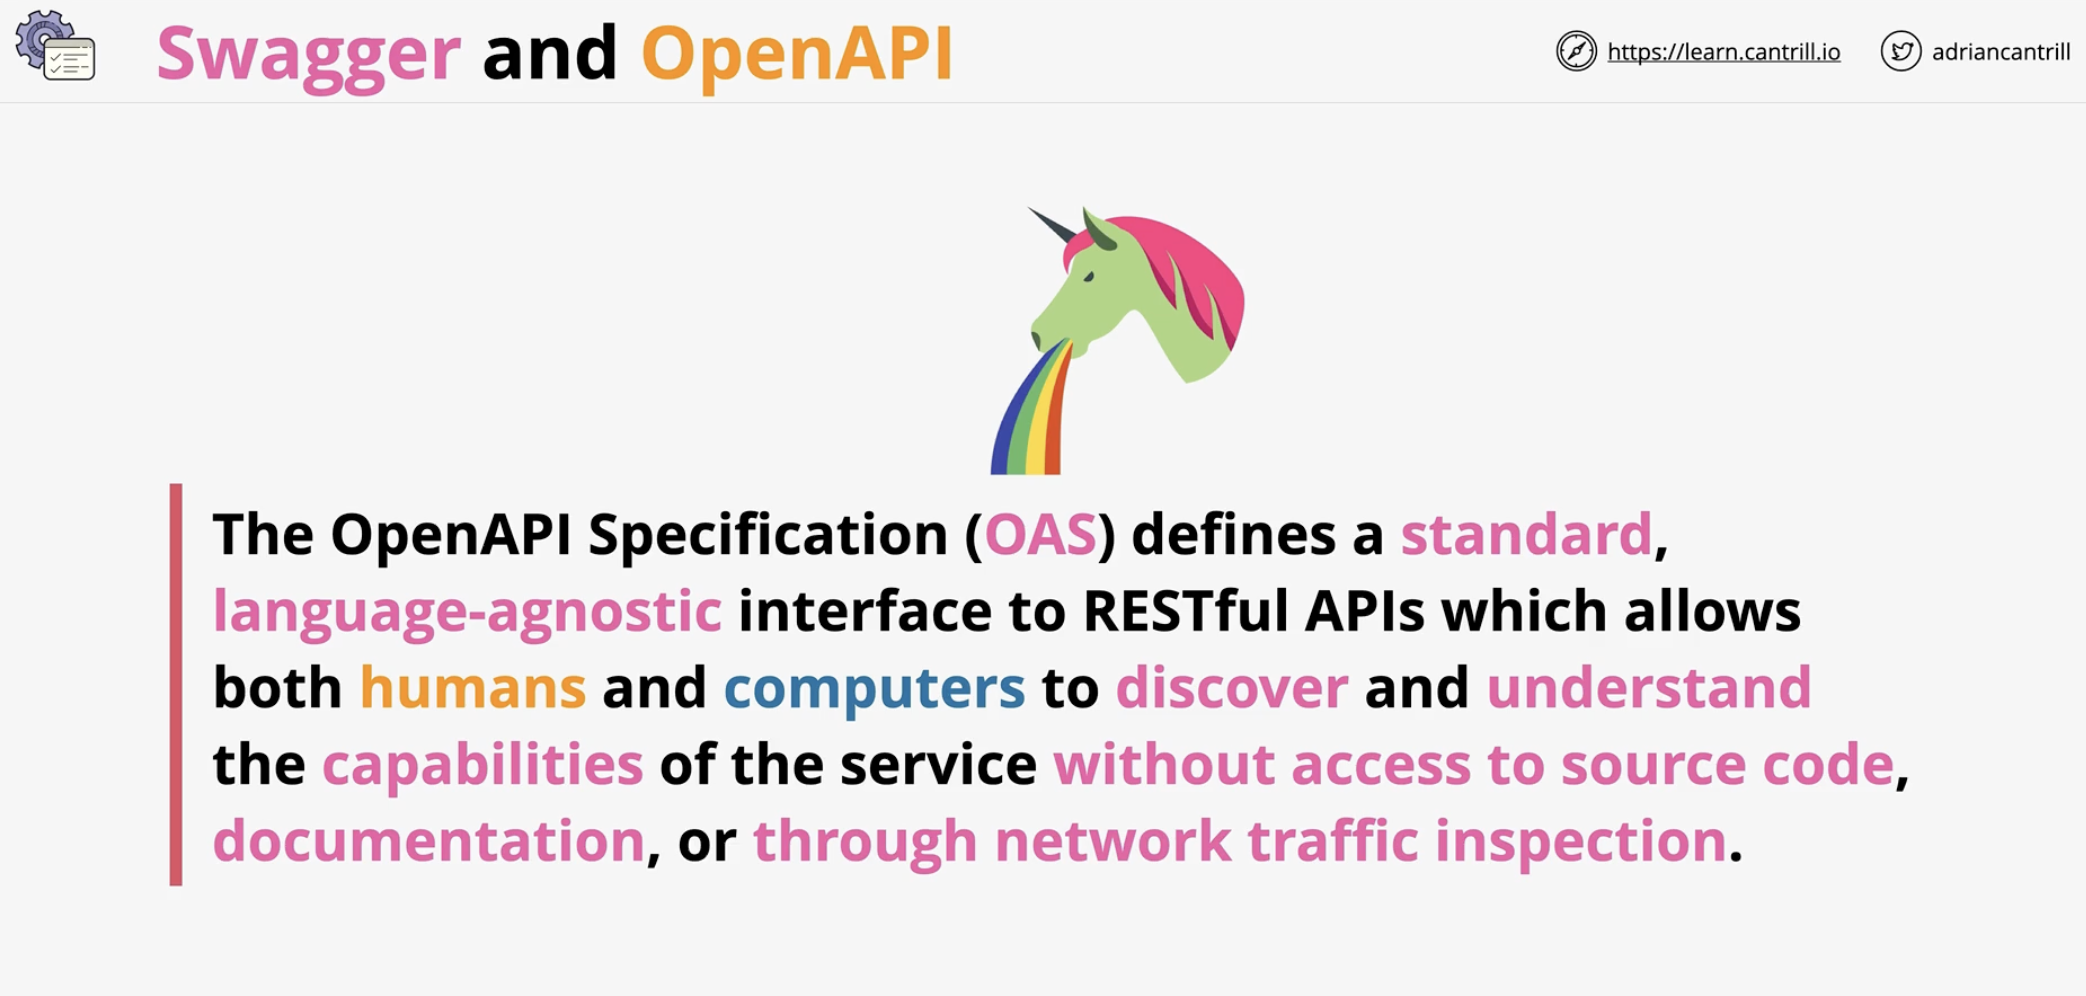 Swagger and OpenAPI
https://learn.cantrill.io
adriancantrill
The OpenAPI Specification (OAS) defines a standard,
language-agnostic interface to RESTful APIs which allows
both humans and computers to discover and understand
the capabilities of the service without access to source code,
documentation, or through network traffic inspection.